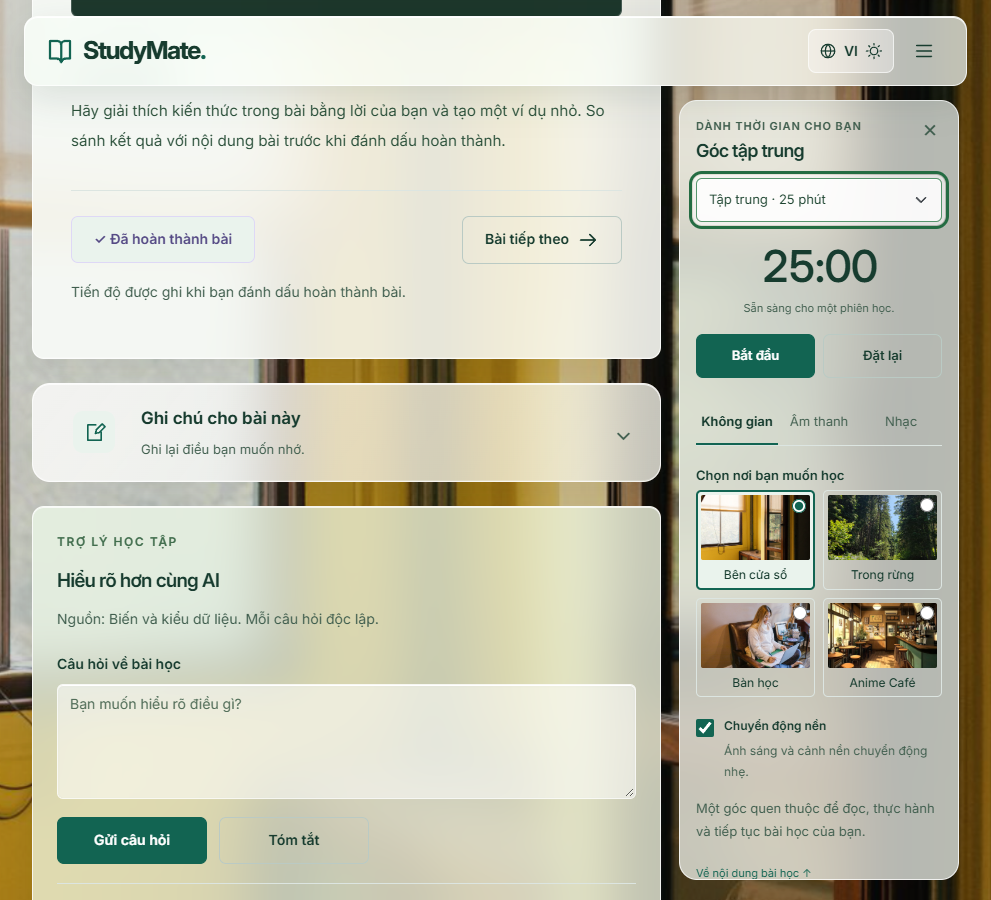 StudyMate.
VI
Hãy giải thích kiến thức trong bài bằng lời của bạn và tạo một ví dụ nhỏ. So
sánh kết quả với nội dung bài trước khi đánh dấu hoàn thành.
✓ Đã hoàn thành bài
Bài tiếp theo →
Tiến độ được ghi khi bạn đánh dấu hoàn thành bài.
Ghi chú cho bài này
Ghi lại điều bạn muốn nhớ.
TRỢ LÝ HỌC TẬP
Hiểu rõ hơn cùng AI
Nguồn: Biến và kiểu dữ liệu. Mỗi câu hỏi độc lập.
Câu hỏi về bài học
Bạn muốn hiểu rõ điều gì?
Gửi câu hỏi
Tóm tắt
DÀNH THỜI GIAN CHO BẠN
Góc tập trung
Tập trung · 25 phút
25:00
Sẵn sàng cho một phiên học.
Bắt đầu
Đặt lại
Không gian
Âm thanh
Nhạc
Chọn nơi bạn muốn học
Bên cửa sổ
Trong rừng
Bàn học
Anime Café
Chuyển động nền
Ánh sáng và cảnh nền chuyển động
nhẹ.
Một góc quen thuộc để đọc, thực hành
và tiếp tục bài học của bạn.
Về nội dung bài học ↑